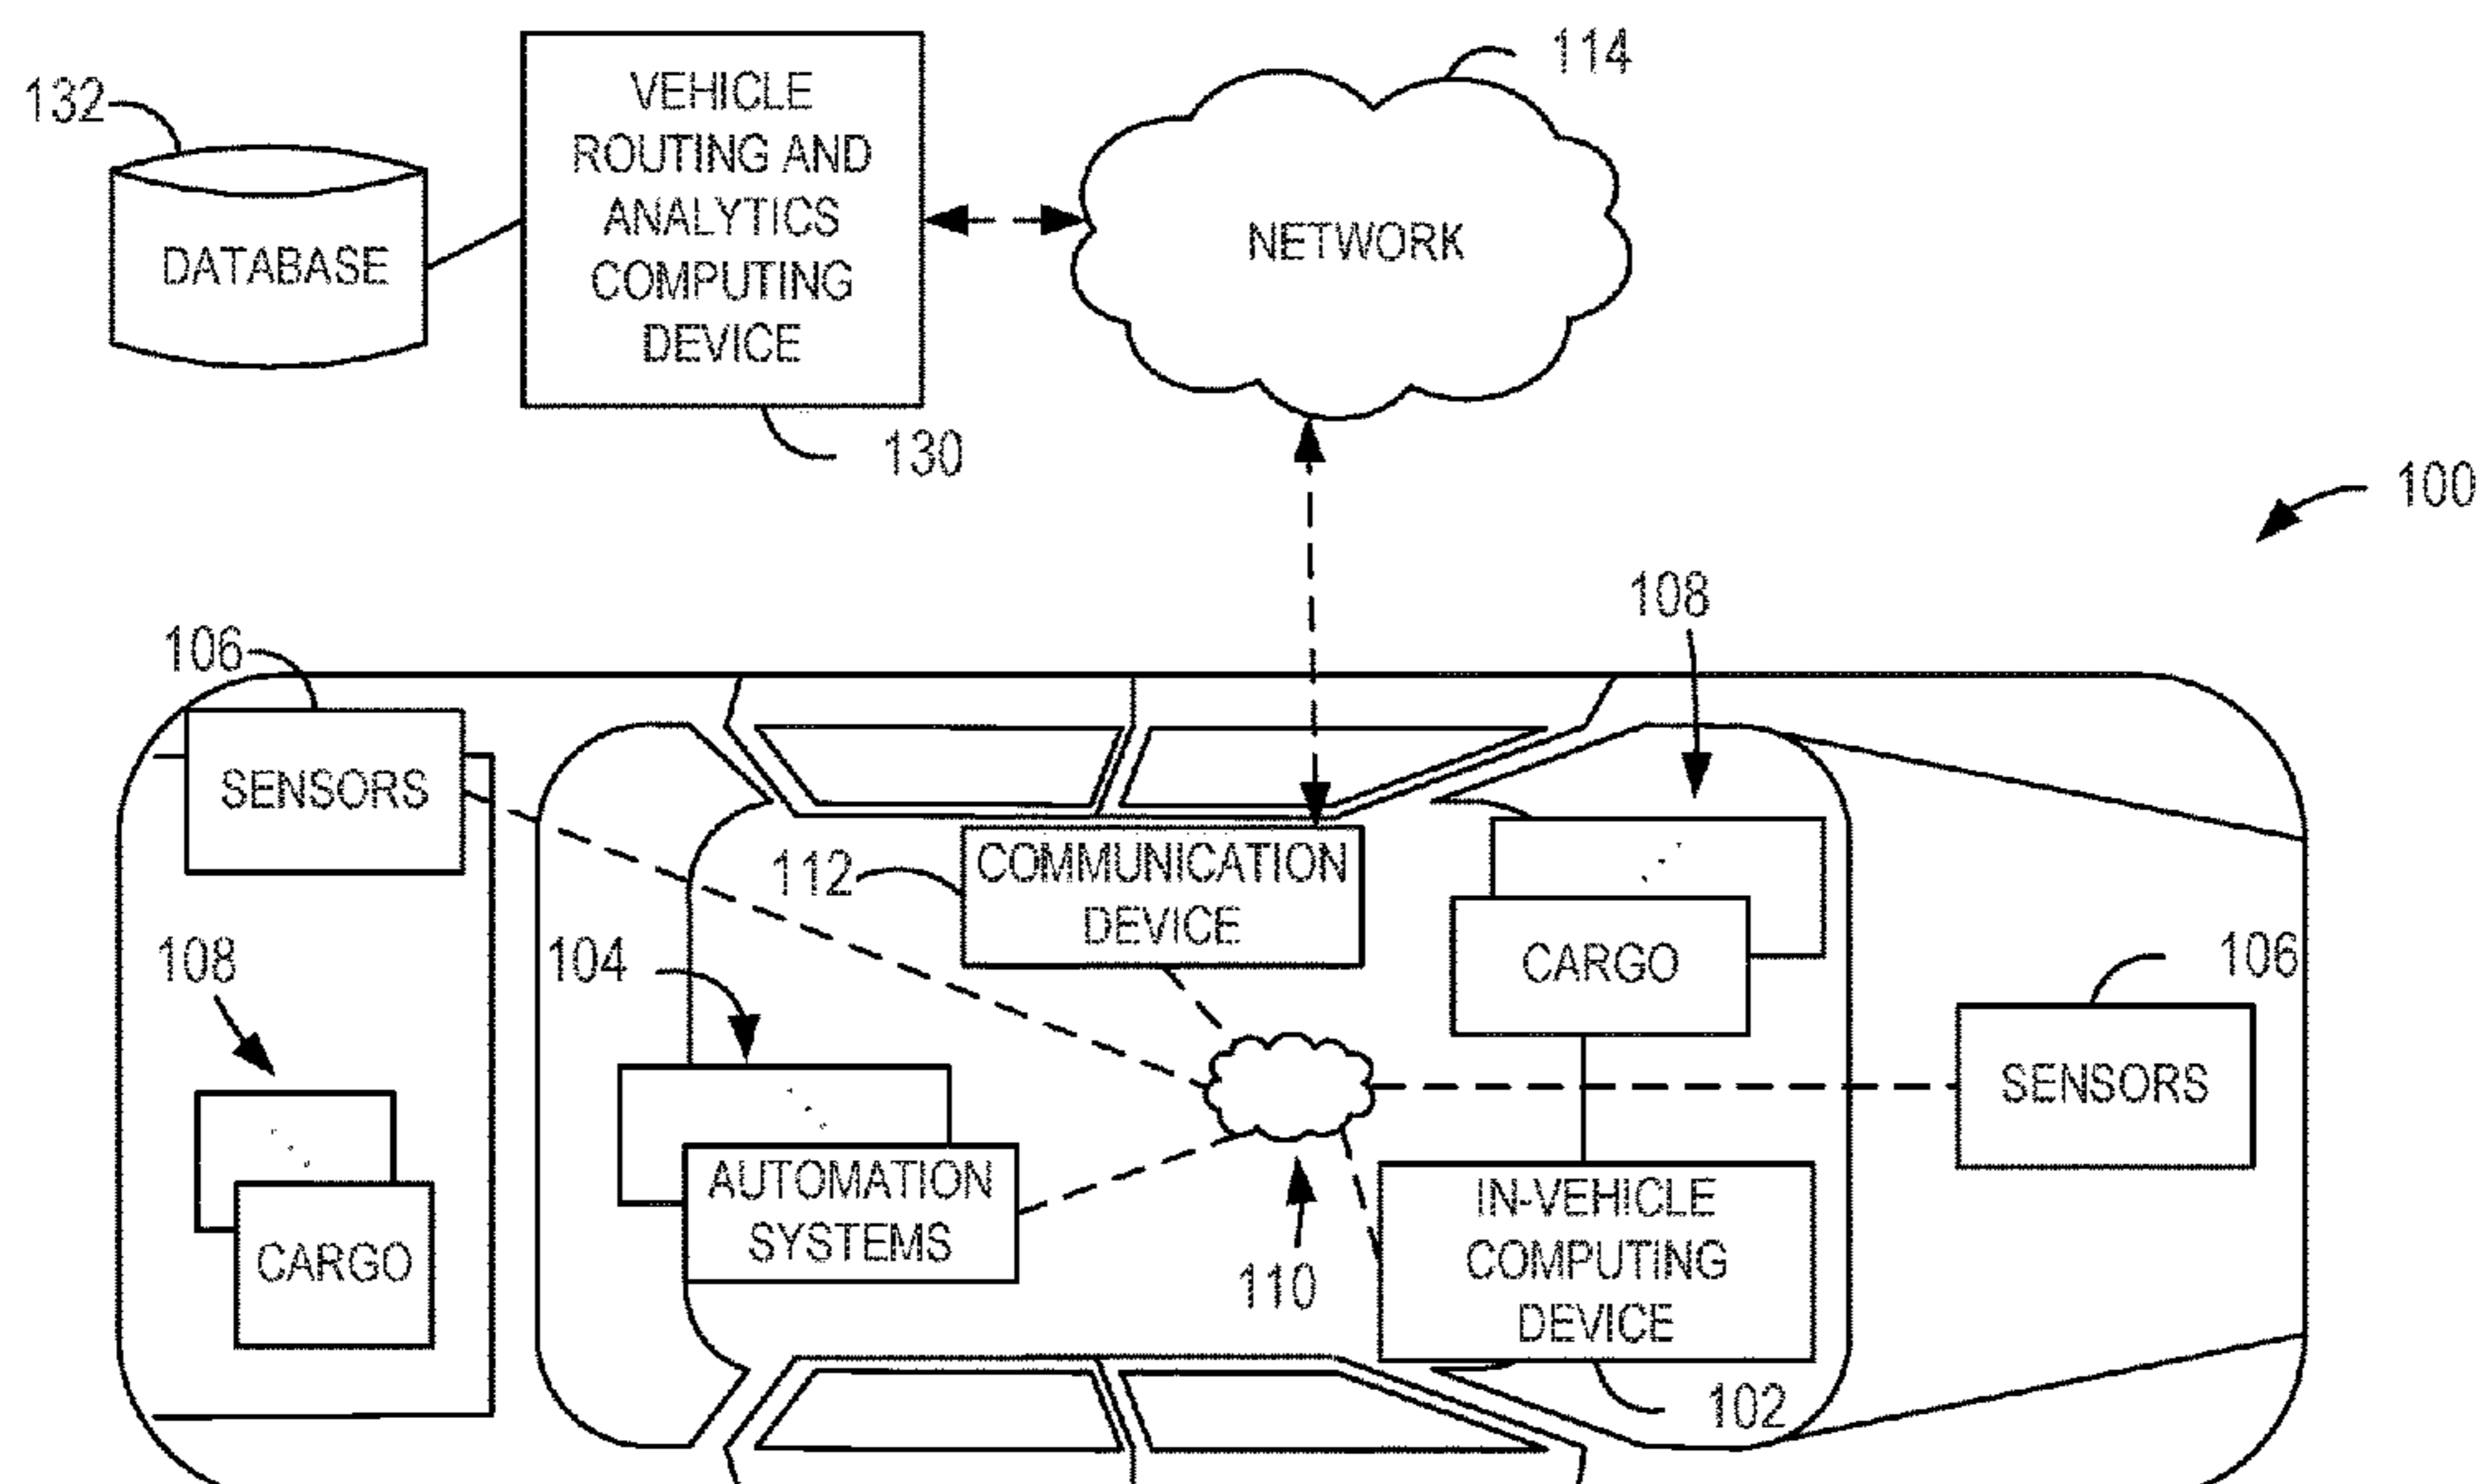 114
132
VEHICLE
ROUTING AND
ANALYTICS
COMPUTING
DEVICE
DATABASE
NETWORK
130
100
108
106
SENSORS
112
COMMUNICATION
DEVICE
108
104
CARGO
106
SENSORS
AUTOMATION
SYSTEMS
IN-VEHICLE
COMPUTING
DEVICE
CARGO
110
102